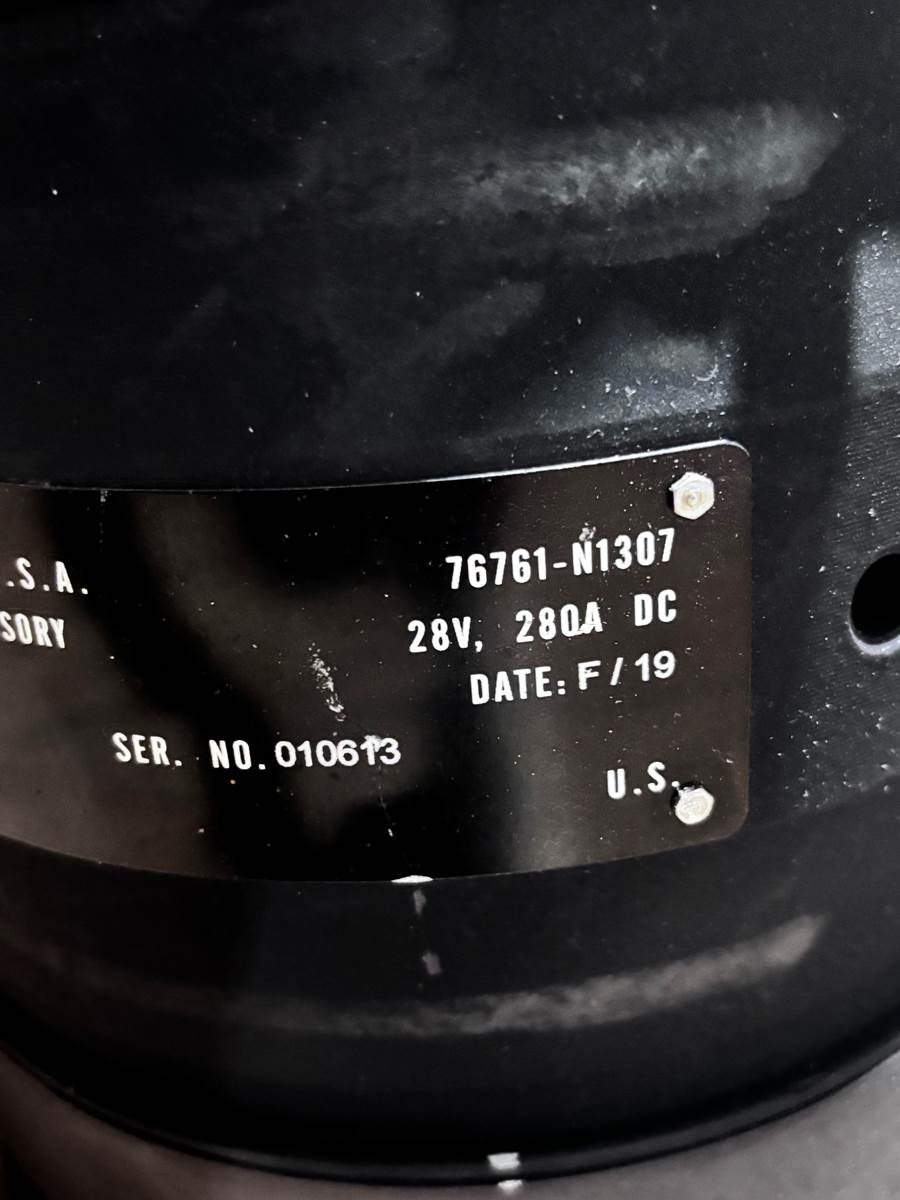 .S.A.
76761-N1307
SORY
28V, 280A DC
DATE: F/19
SER. NO. 010613
U.S.